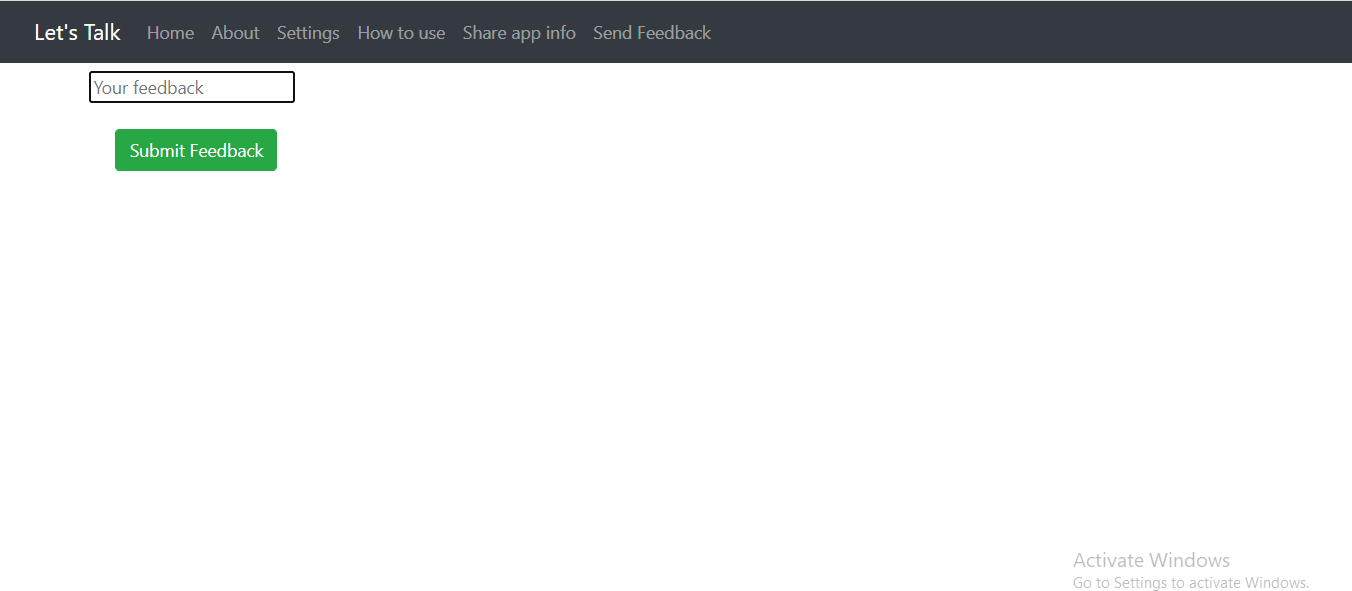 Let's Talk Home About Settings How to use Share app info Send Feedback
Your feedback
Submit Feedback
Activate Windows
Go to Settings to activate Windows.